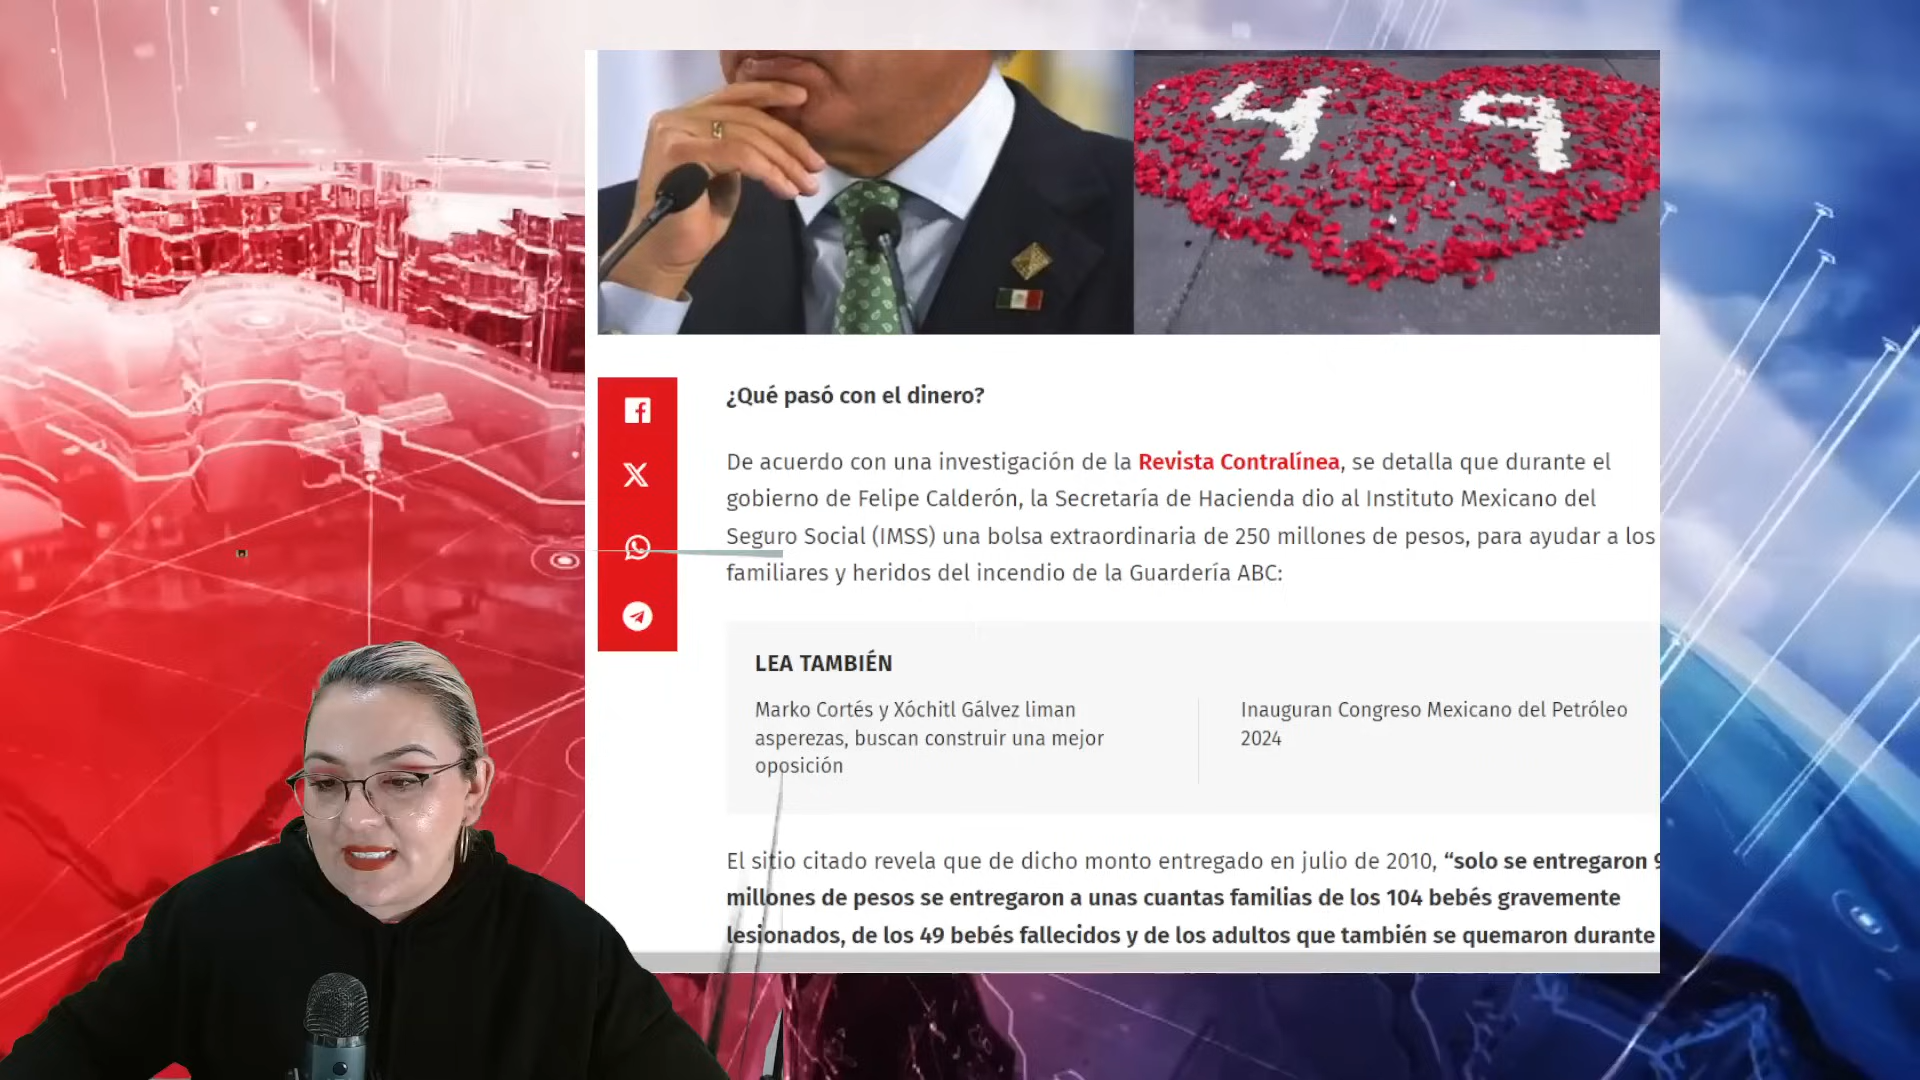 49
¿Qué pasó con el dinero?
De acuerdo con una investigación de la Revista Contralínea, se detalla que durante el
gobierno de Felipe Calderón, la Secretaría de Hacienda dio al Instituto Mexicano del
Seguro Social (IMSS) una bolsa extraordinaria de 250 millones de pesos, para ayudar a los
familiares y heridos del incendio de la Guardería ABC:
LEA TAMBIÉN
Marko Cortés y Xóchitl Gálvez liman
asperezas, buscan construir una mejor
oposición
Inauguran Congreso Mexicano del Petróleo
2024
El sitio citado revela que de dicho monto entregado en julio de 2010, “solo se entregaron
millones de pesos se entregaron a unas cuantas familias de los 104 bebés gravemente
lesionados, de los 49 bebés fallecidos y de los adultos que también se quemaron durante